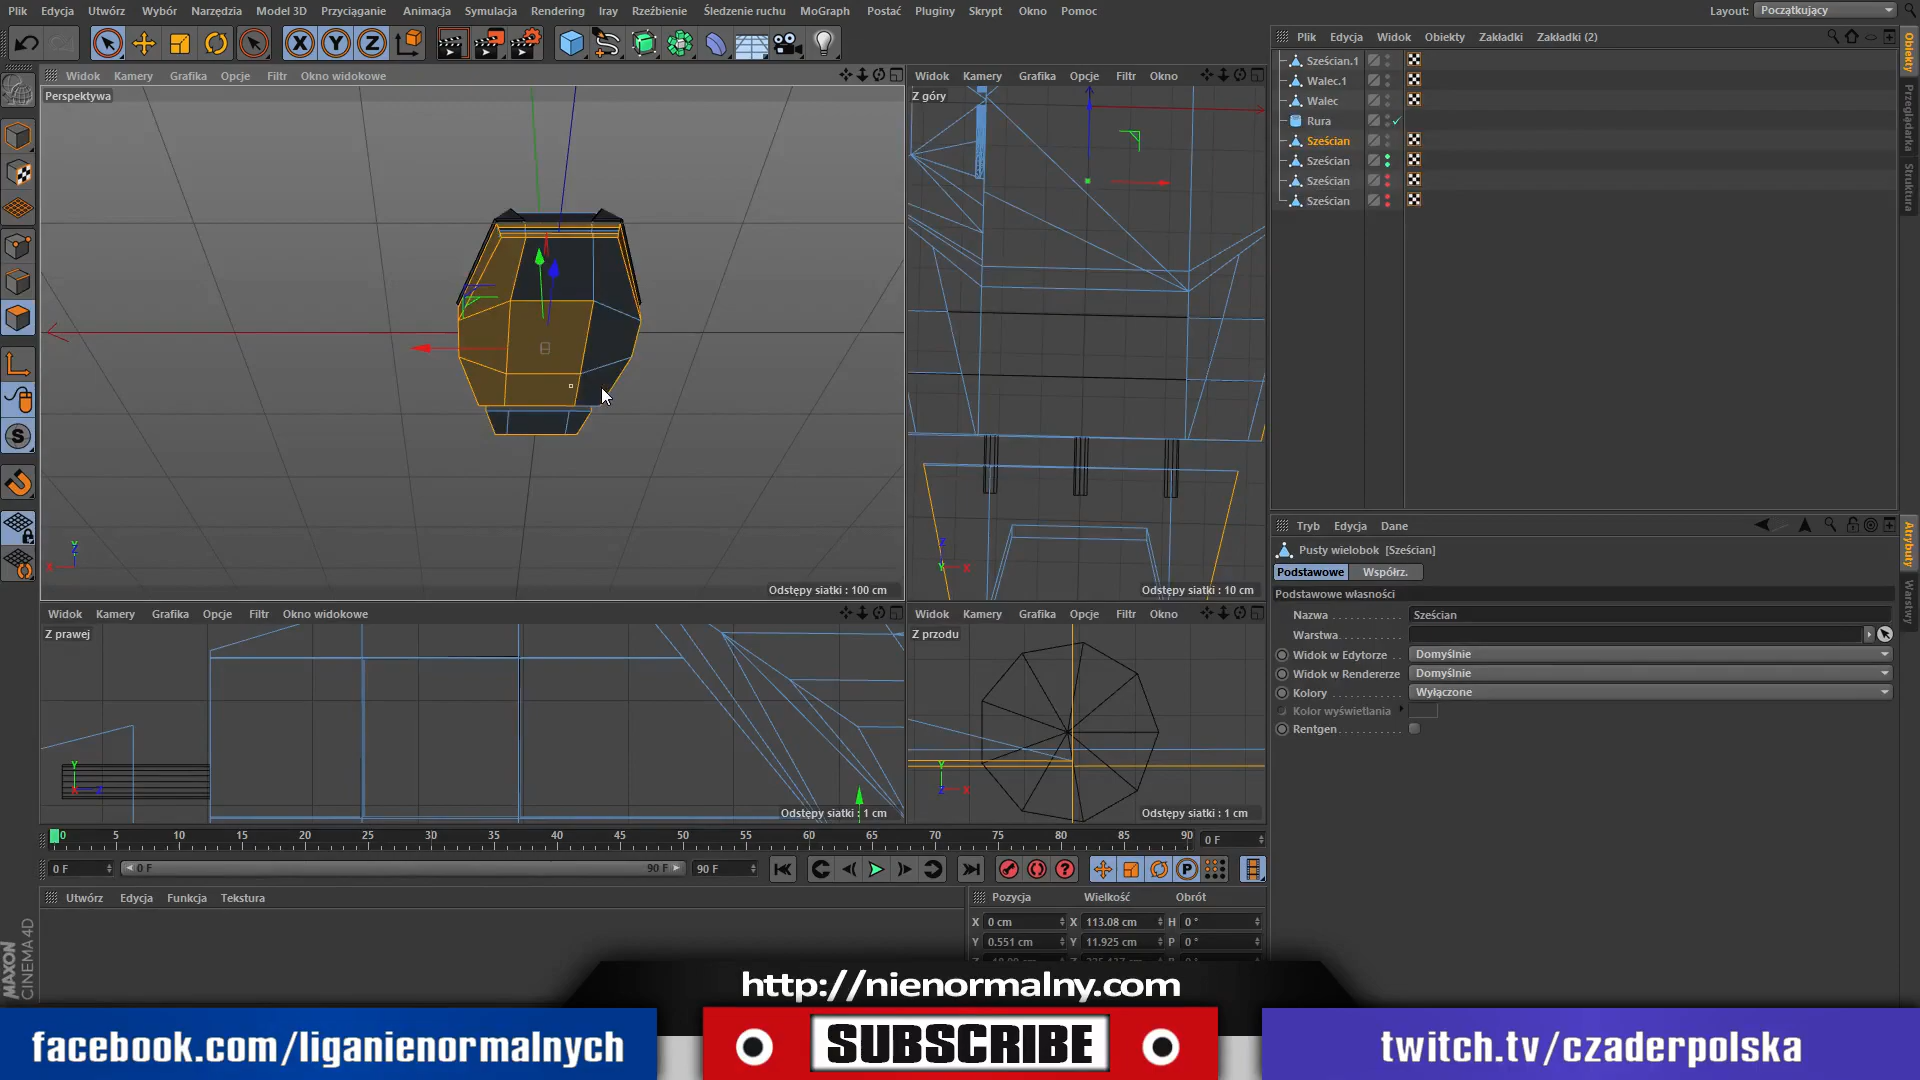 Plik Edycja Utwórz Wybór Narzędzia Model 3D Przyciąganie Animacja Symulacja Rendering Iray Rzeźbienie Śledzenie ruchu MoGraph Postać Pluginy Skrypt Okno Pomoc Layout: Początkujący
Plik Edycja Widok Obiekty Zakładki Zakładki (2)
Obiekty
Przeglądarka
Struktura
Sześcian.1
Walec.1
Walec
Rura
Sześcian
Sześcian
Sześcian
Sześcian
Widok Kamery Grafika Opcje Filtr Okno widokowe
Perspektywa
Odstępy siatki : 100 cm
Widok Kamery Grafika Opcje Filtr Okno
Z góry
Odstępy siatki : 10 cm
Widok Kamery Grafika Opcje Filtr Okno widokowe
Z prawej
Odstępy siatki : 1 cm
Widok Kamery Grafika Opcje Filtr Okno
Z przodu
Odstępy siatki : 1 cm
Tryb Edycja Dane
Atrybuty
Warstwy
Pusty wielobok [Sześcian]
Podstawowe Współrz.
Podstawowe własności
Nazwa Sześcian
Warstwa
Widok w Edytorze Domyślnie
Widok w Rendererze Domyślnie
Kolory Wyłączone
Kolor wyświetlania
Rentgen
0 5 10 15 20 25 30 35 40 45 50 55 60 65 70 75 80 85 90 0 F
0 F 0 F 90 F 90 F
Utwórz Edycja Funkcja Tekstura
Pozycja Wielkość Obrót
X 0 cm X 113.08 cm H 0 °
Y 0.551 cm Y 11.925 cm P 0 °
MAXON
CINEMA 4D
http://nienormalny.com
facebook.com/liganienormalnych
SUBSCRIBE
twitch.tv/czaderpolska